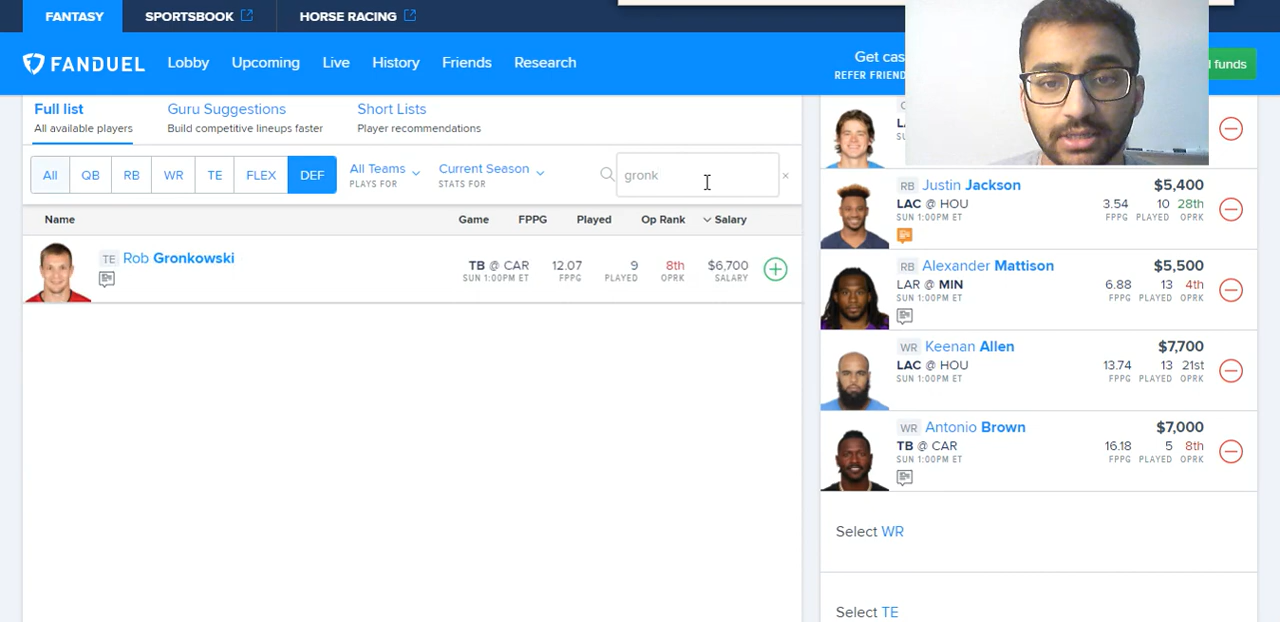 FANTASY SPORTSBOOK HORSE RACING
FANDUEL Lobby Upcoming Live History Friends Research
Get cas
REFER FRIEND
funds
Full list Guru Suggestions Short Lists
All available players Build competitive lineups faster Player recommendations
All QB RB WR TE FLEX DEF
All Teams Current Season gronk ×
PLAYS FOR STATS FOR
Name Game FPPG Played Op Rank Salary
TE Rob Gronkowski
TB @ CAR 12.07 9 8th $6,700
SUN 1:00PM ET FPPG PLAYED OPRK SALARY
SUN 1:00PM ET
RB Justin Jackson $5,400
LAC @ HOU 3.54 10 28th
SUN 1:00PM ET FPPG PLAYED OPRK
RB Alexander Mattison $5,500
LAR @ MIN 6.88 13 4th
SUN 1:00PM ET FPPG PLAYED OPRK
WR Keenan Allen $7,700
LAC @ HOU 13.74 13 21st
SUN 1:00PM ET FPPG PLAYED OPRK
WR Antonio Brown $7,000
TB @ CAR 16.18 5 8th
SUN 1:00PM ET FPPG PLAYED OPRK
Select WR
Select TE